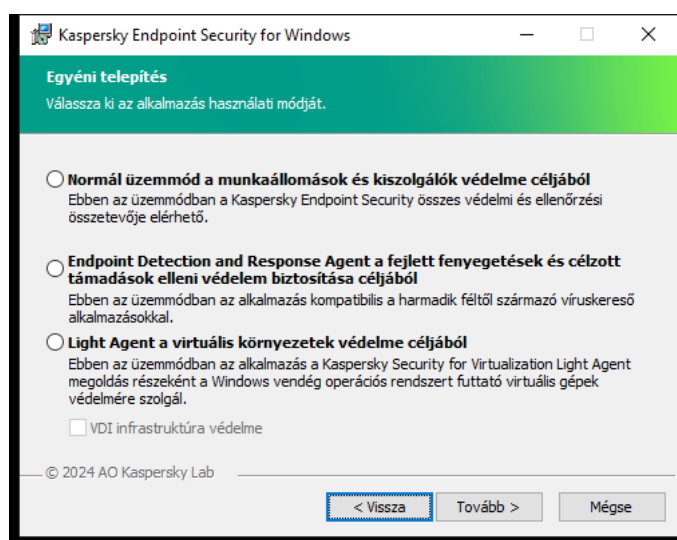 Kaspersky Endpoint Security for Windows
Egyéni telepítés
Válassza ki az alkalmazás használati módját.
Normál üzemmód a munkaállomások és kiszolgálók védelme céljából
Ebben az üzemmódban a Kaspersky Endpoint Security összes védelmi és ellenőrzési
összetevője elérhető.
Endpoint Detection and Response Agent a fejlett fenyegetések és célzott
támadások elleni védelem biztosítása céljából
Ebben az üzemmódban az alkalmazás kompatibilis a harmadik féltől származó víruskereső
alkalmazásokkal.
Light Agent a virtuális környezetek védelme céljából
Ebben az üzemmódban az alkalmazás a Kaspersky Security for Virtualization Light Agent
megoldás részeként a Windows vendég operációs rendszert futtató virtuális gépek
védelmére szolgál.
VDI infrastruktúra védelme
© 2024 AO Kaspersky Lab
< Vissza Tovább > Mégse